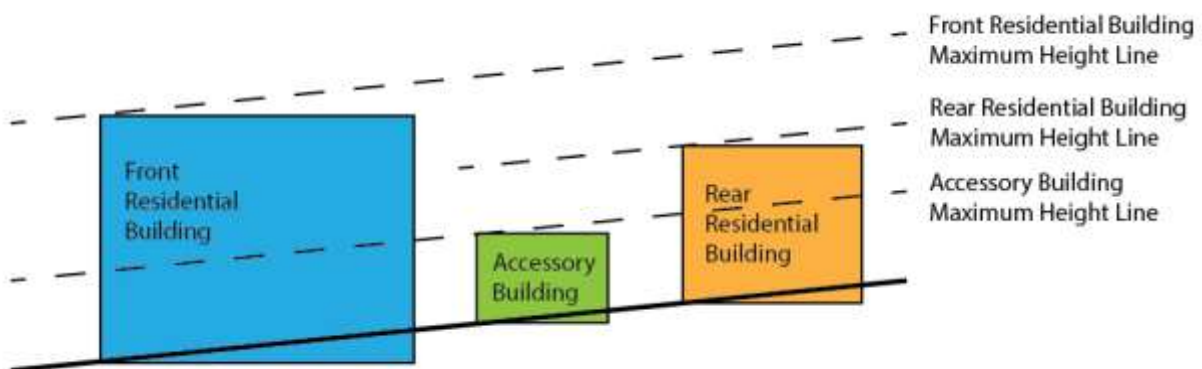 Front Residential Building
Maximum Height Line
Rear Residential Building
Maximum Height Line
Accessory Building
Maximum Height Line
Front
Residential
Building
Accessory
Building
Rear
Residential
Building